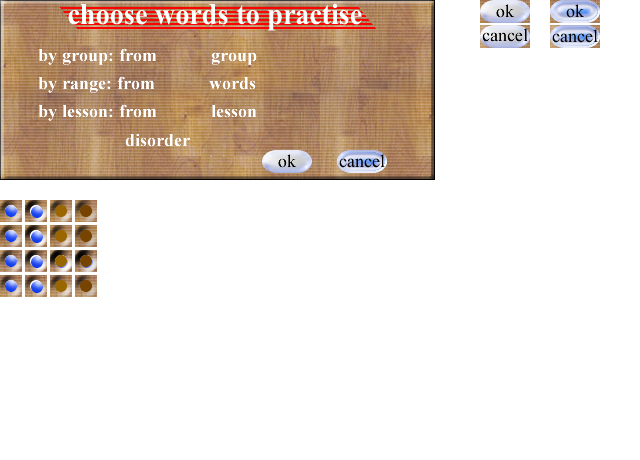 choose words to practise
by group: from group
by range: from words
by lesson: from lesson
disorder
ok cancel
ok ok
cancel cancel